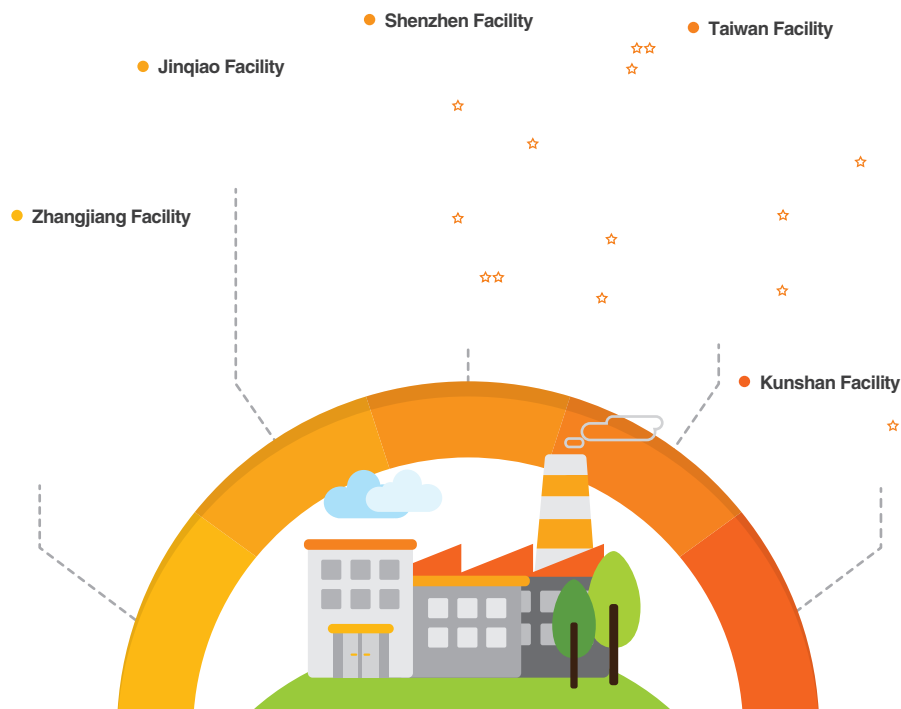 Shenzhen Facility
Taiwan Facility
Jinqiao Facility
Zhangjiang Facility
Kunshan Facility